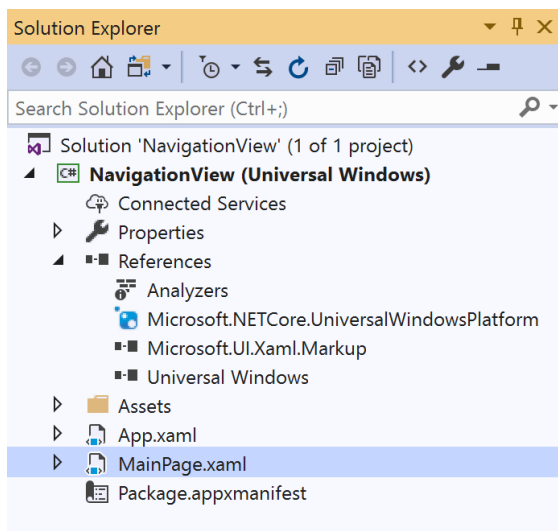 Solution Explorer
Search Solution Explorer (Ctrl+;)
Solution 'NavigationView' (1 of 1 project)
C# NavigationView (Universal Windows)
Connected Services
Properties
References
Analyzers
Microsoft.NETCore.UniversalWindowsPlatform
Microsoft.UI.Xaml.Markup
Universal Windows
Assets
App.xaml
MainPage.xaml
Package.appxmanifest